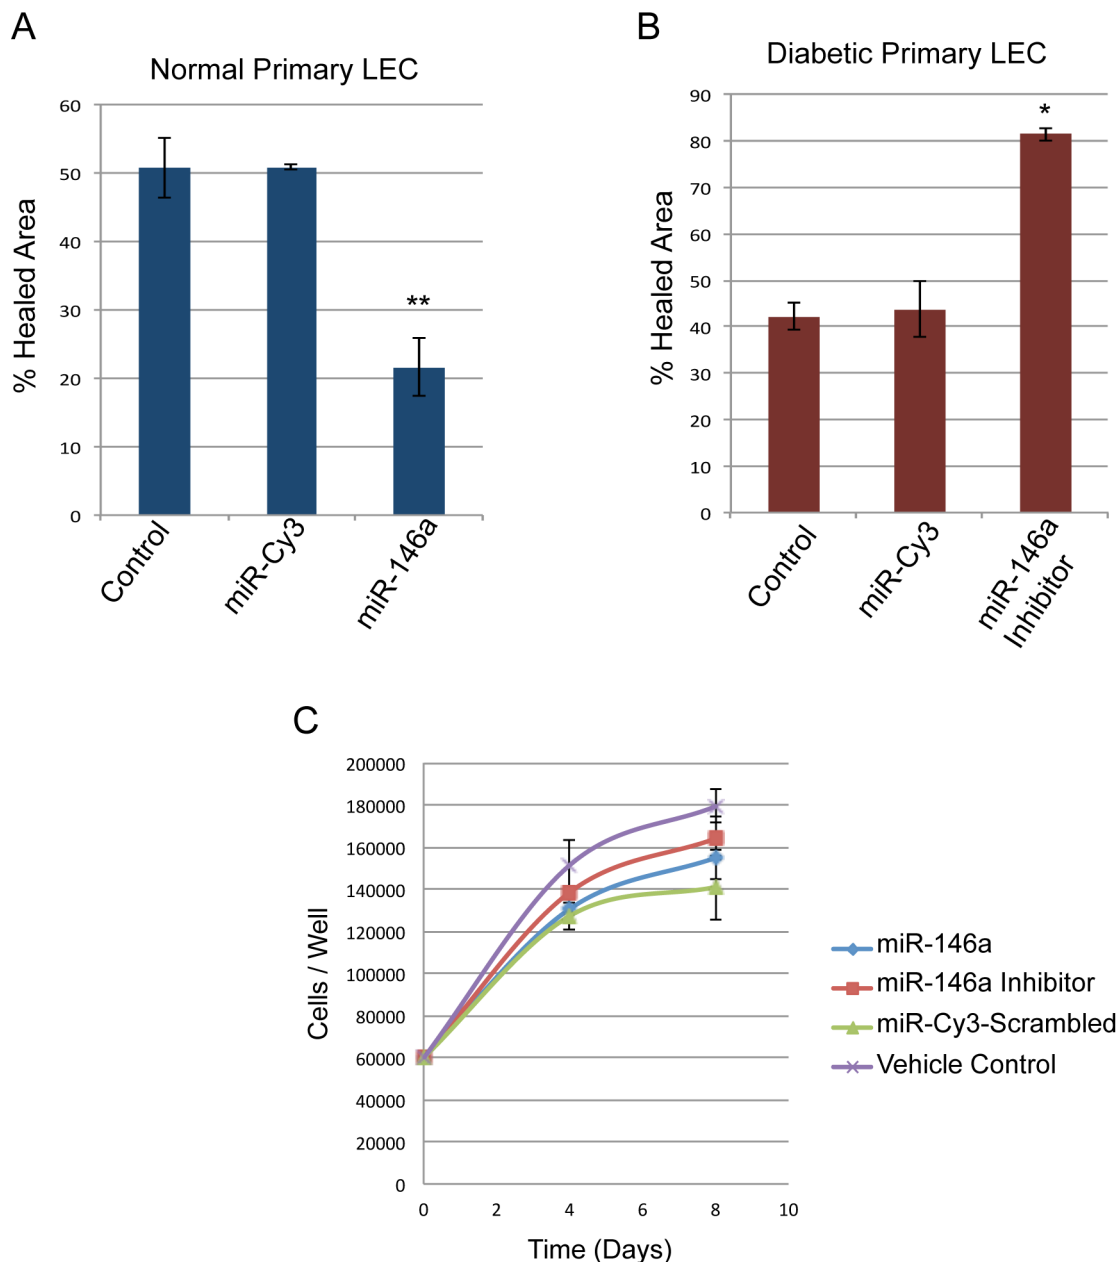 A
Normal Primary LEC
60
50
40
30
20
10
0
% Healed Area
**
Control
miR-Cy3
miR-146a
B
Diabetic Primary LEC
90
80
70
60
50
40
30
20
10
0
% Healed Area
*
Control
miR-Cy3
miR-146a
Inhibitor
C
200000
180000
160000
140000
120000
100000
80000
60000
40000
20000
0
Cells / Well
0 2 4 6 8 10
Time (Days)
miR-146a
miR-146a Inhibitor
miR-Cy3-Scrambled
Vehicle Control